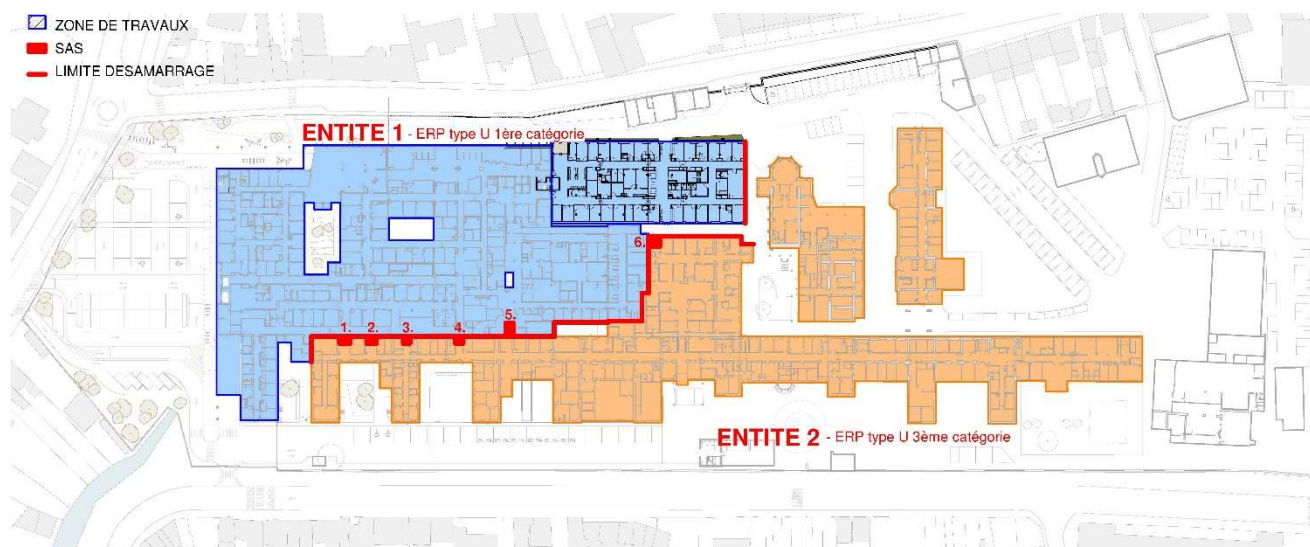 ZONE DE TRAVAUX
SAS
LIMITE DESAMARRAGE
ENTITE 1 - ERP type U 1ère catégorie
6.
5.
1. 2. 3. 4.
ENTITE 2 - ERP type U 3ème catégorie